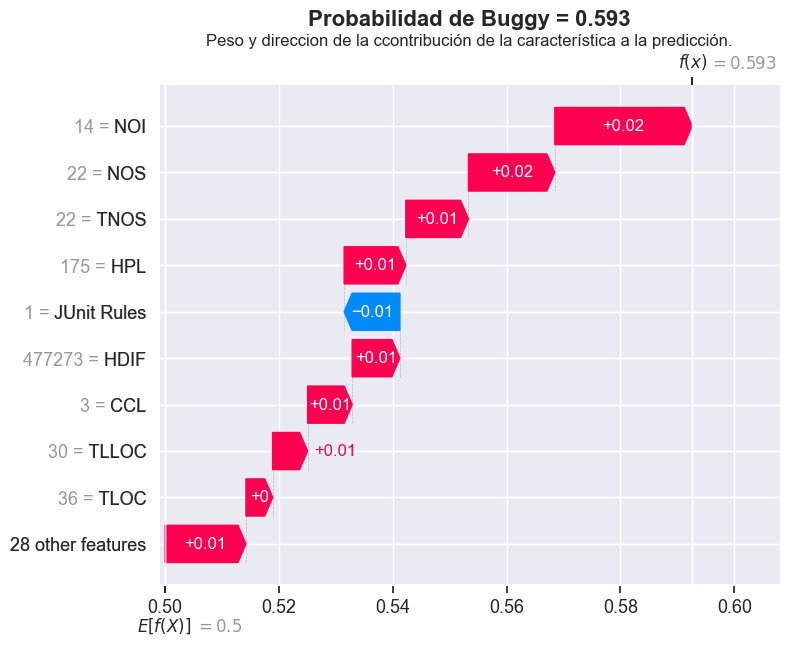 Probabilidad de Buggy = 0.593
Peso y direccion de la ccontribución de la característica a la predicción.
f(x) = 0.593
14 = NOI
+0.02
22 = NOS
+0.02
22 = TNOS
+0.01
175 = HPL
+0.01
1 = JUnit Rules
−0.01
477273 = HDIF
+0.01
3 = CCL
+0.01
30 = TLLOC
+0.01
36 = TLOC
+0
28 other features
+0.01
0.50 0.52 0.54 0.56 0.58 0.60
E[f(X)] = 0.5